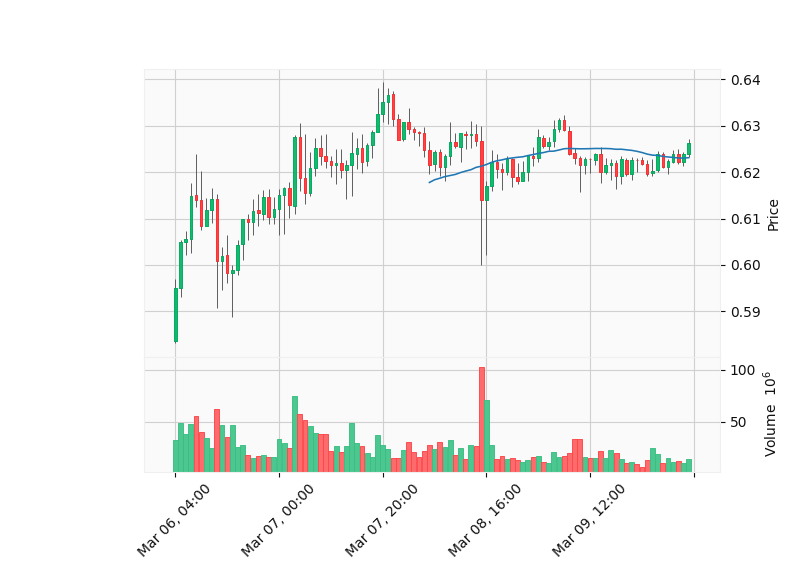 0.64
0.63
0.62
0.61
0.60
0.59
Price
100
50
Volume 10^6
Mar 06, 04:00
Mar 07, 00:00
Mar 07, 20:00
Mar 08, 16:00
Mar 09, 12:00